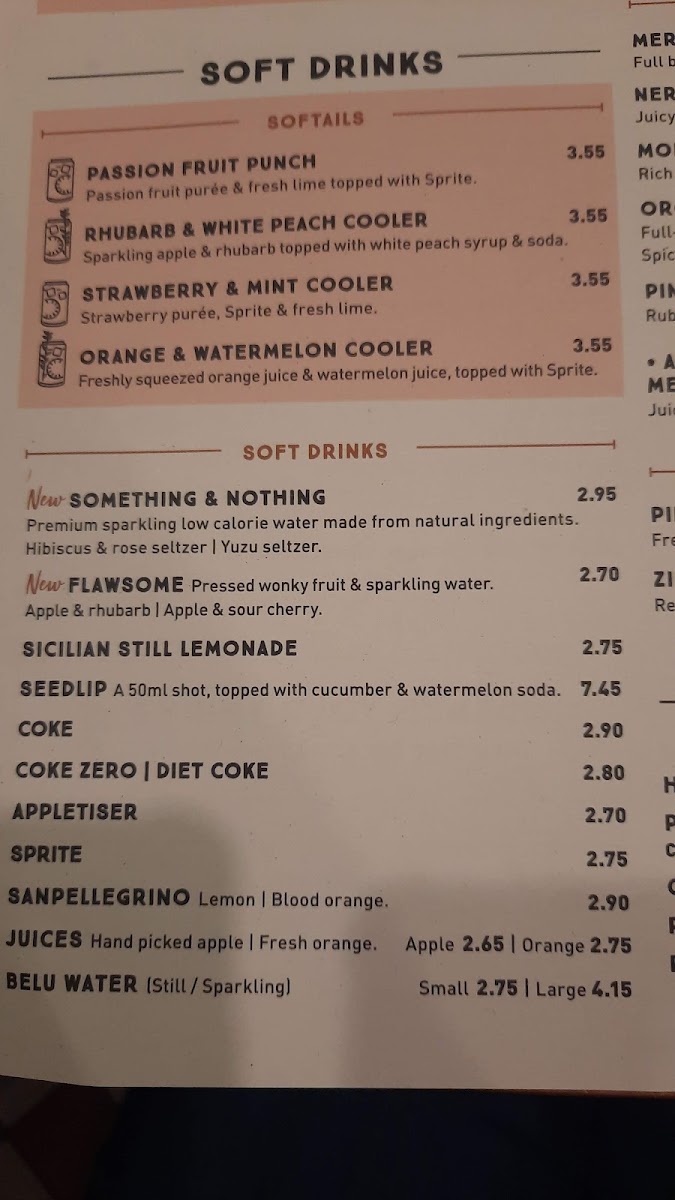 SOFT DRINKS
SOFTAILS
PASSION FRUIT PUNCH 3.55
Passion fruit purée & fresh lime topped with Sprite.
RHUBARB & WHITE PEACH COOLER 3.55
Sparkling apple & rhubarb topped with white peach syrup & soda.
STRAWBERRY & MINT COOLER 3.55
Strawberry purée, Sprite & fresh lime.
ORANGE & WATERMELON COOLER 3.55
Freshly squeezed orange juice & watermelon juice, topped with Sprite.
SOFT DRINKS
New SOMETHING & NOTHING 2.95
Premium sparkling low calorie water made from natural ingredients.
Hibiscus & rose seltzer | Yuzu seltzer.
New FLAWSOME Pressed wonky fruit & sparkling water. 2.70
Apple & rhubarb | Apple & sour cherry.
SICILIAN STILL LEMONADE 2.75
SEEDLIP A 50ml shot, topped with cucumber & watermelon soda. 7.45
COKE 2.90
COKE ZERO | DIET COKE 2.80
APPLETISER 2.70
SPRITE 2.75
SANPELLEGRINO Lemon | Blood orange. 2.90
JUICES Hand picked apple | Fresh orange. Apple 2.65 | Orange 2.75
BELU WATER (Still / Sparkling) Small 2.75 | Large 4.15
Full
Juicy
Rich